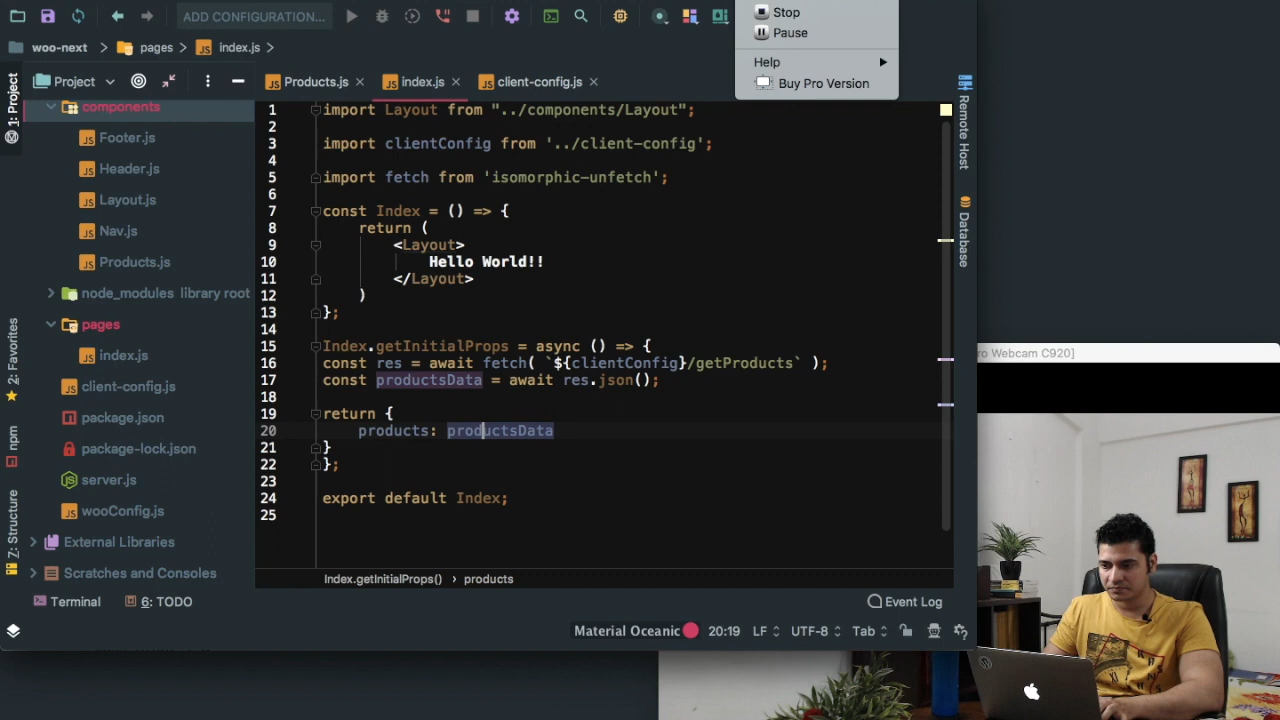 ADD CONFIGURATION...
Stop
Pause
Help
Buy Pro Version
woo-next
pages
index.js
1: Project
2: Favorites
npm
Z: Structure
Project
components
Footer.js
Header.js
Layout.js
Nav.js
Products.js
node_modules library root
pages
index.js
client-config.js
package.json
package-lock.json
server.js
wooConfig.js
External Libraries
Scratches and Consoles
Products.js
index.js
client-config.js
1 import Layout from "../components/Layout";
2
3 import clientConfig from '../client-config';
4
5 import fetch from 'isomorphic-unfetch';
6
7 const Index = () => {
8 return (
9 <Layout>
10 Hello World!!
11 </Layout>
12 )
13 };
14
15 Index.getInitialProps = async () => {
16 const res = await fetch( `${clientConfig}/getProducts` );
17 const productsData = await res.json();
18
19 return {
20 products: productsData
21 }
22 };
23
24 export default Index;
25
Index.getInitialProps()
products
Remote Host
Database
ro Webcam C920]
Terminal
6: TODO
Event Log
Material Oceanic
20:19
LF
UTF-8
Tab